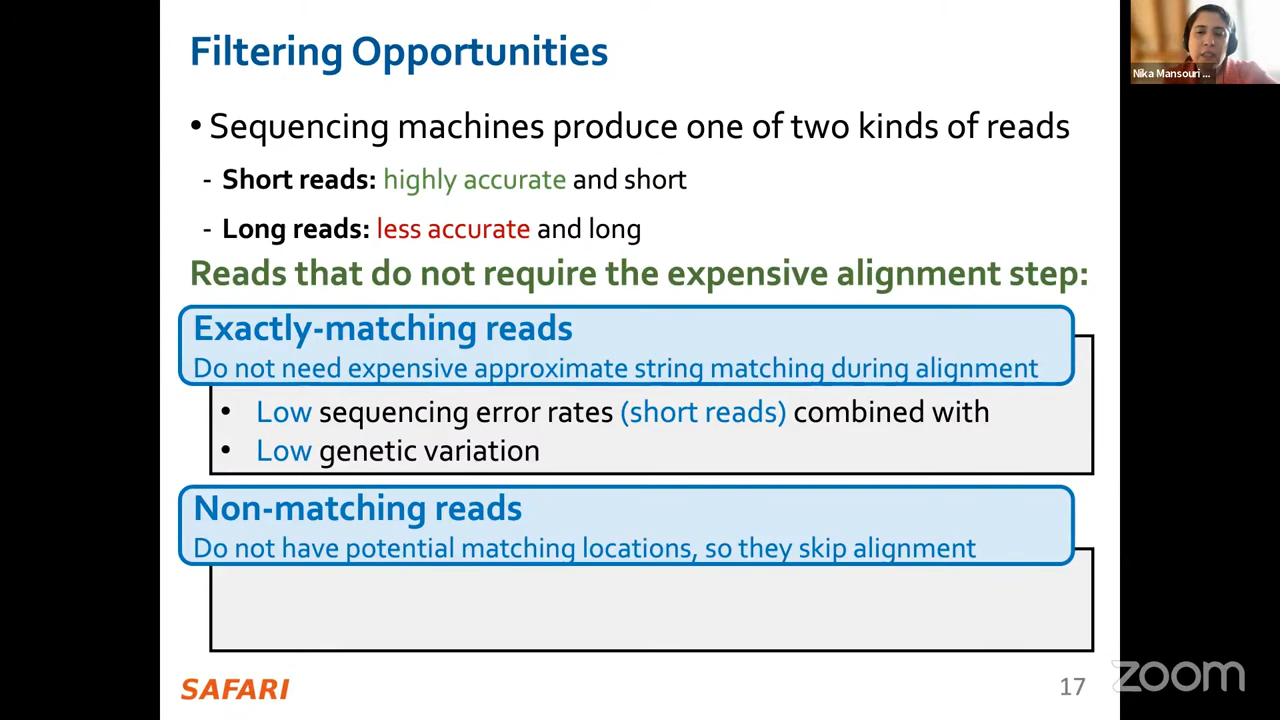 Filtering Opportunities
• Sequencing machines produce one of two kinds of reads
- Short reads: highly accurate and short
- Long reads: less accurate and long
Reads that do not require the expensive alignment step:
Exactly-matching reads
Do not need expensive approximate string matching during alignment
• Low sequencing error rates (short reads) combined with
• Low genetic variation
Non-matching reads
Do not have potential matching locations, so they skip alignment
SAFARI
17
Nika Mansouri ...
zoom